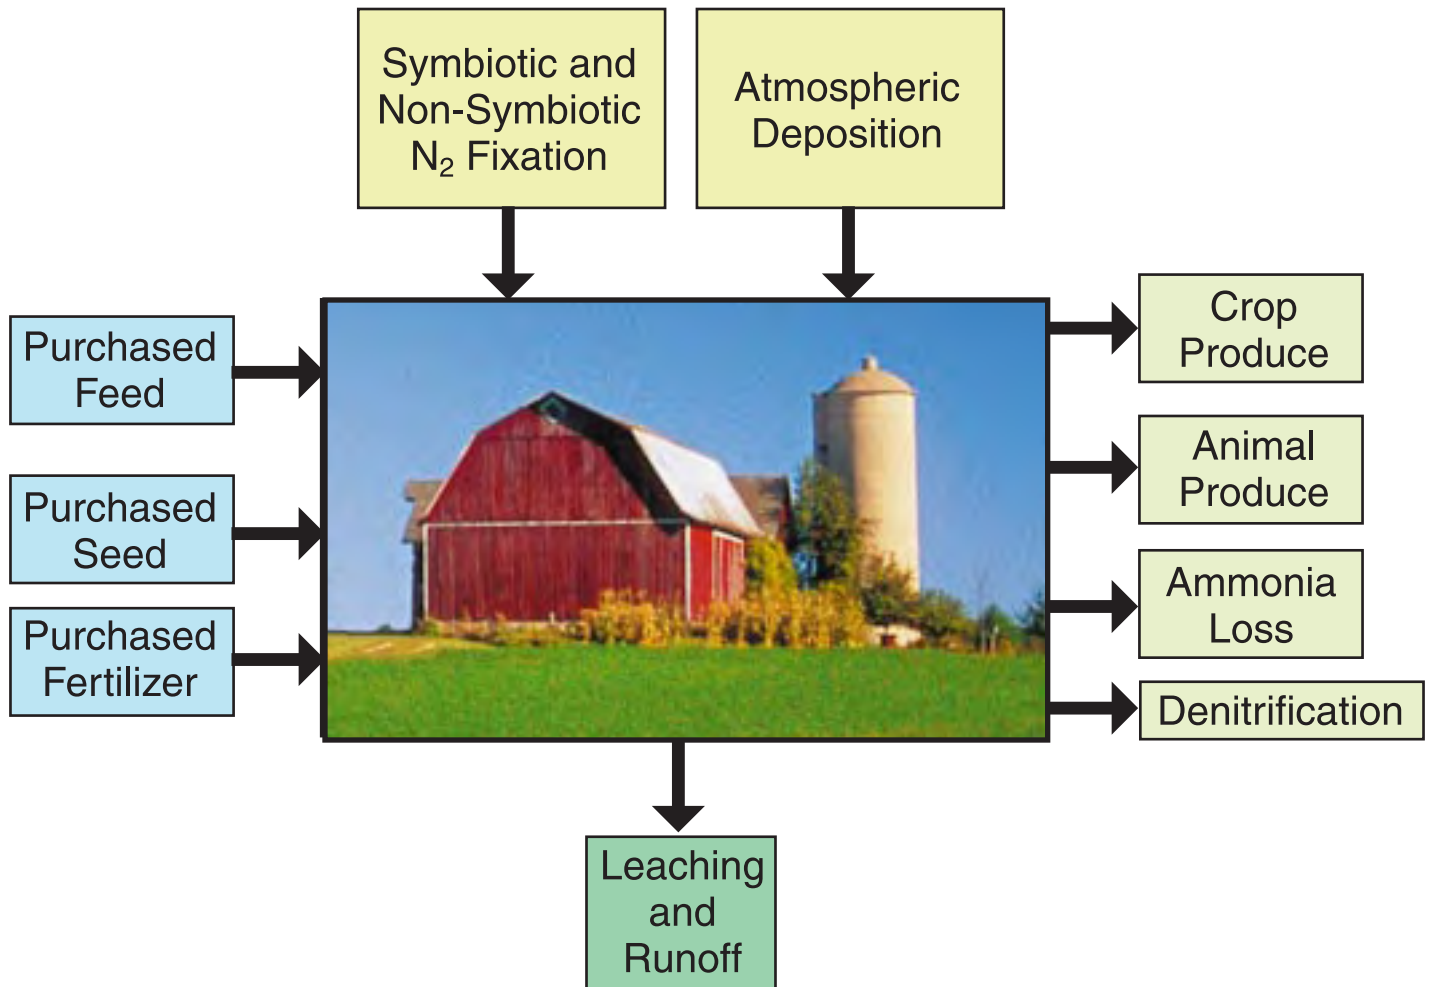 Symbiotic and
Non-Symbiotic
N₂ Fixation
Atmospheric
Deposition
Purchased
Feed
Purchased
Seed
Purchased
Fertilizer
Crop
Produce
Animal
Produce
Ammonia
Loss
Denitrification
Leaching
and
Runoff